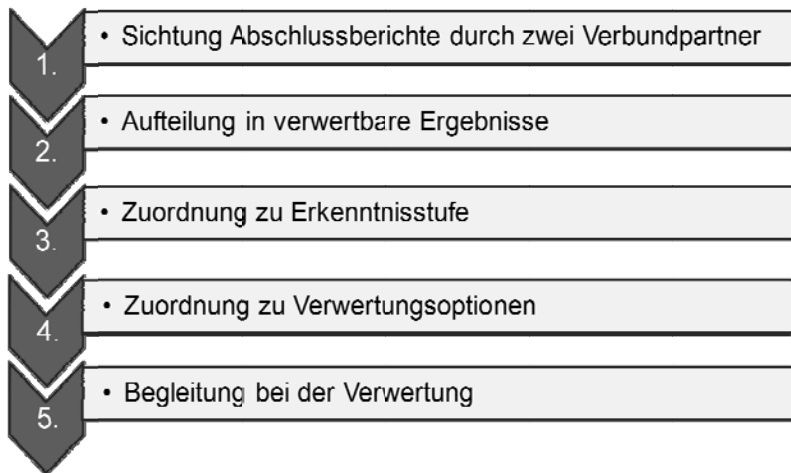 1. • Sichtung Abschlussberichte durch zwei Verbundpartner
2. • Aufteilung in verwertbare Ergebnisse
3. • Zuordnung zu Erkenntnisstufe
4. • Zuordnung zu Verwertungsoptionen
5. • Begleitung bei der Verwertung